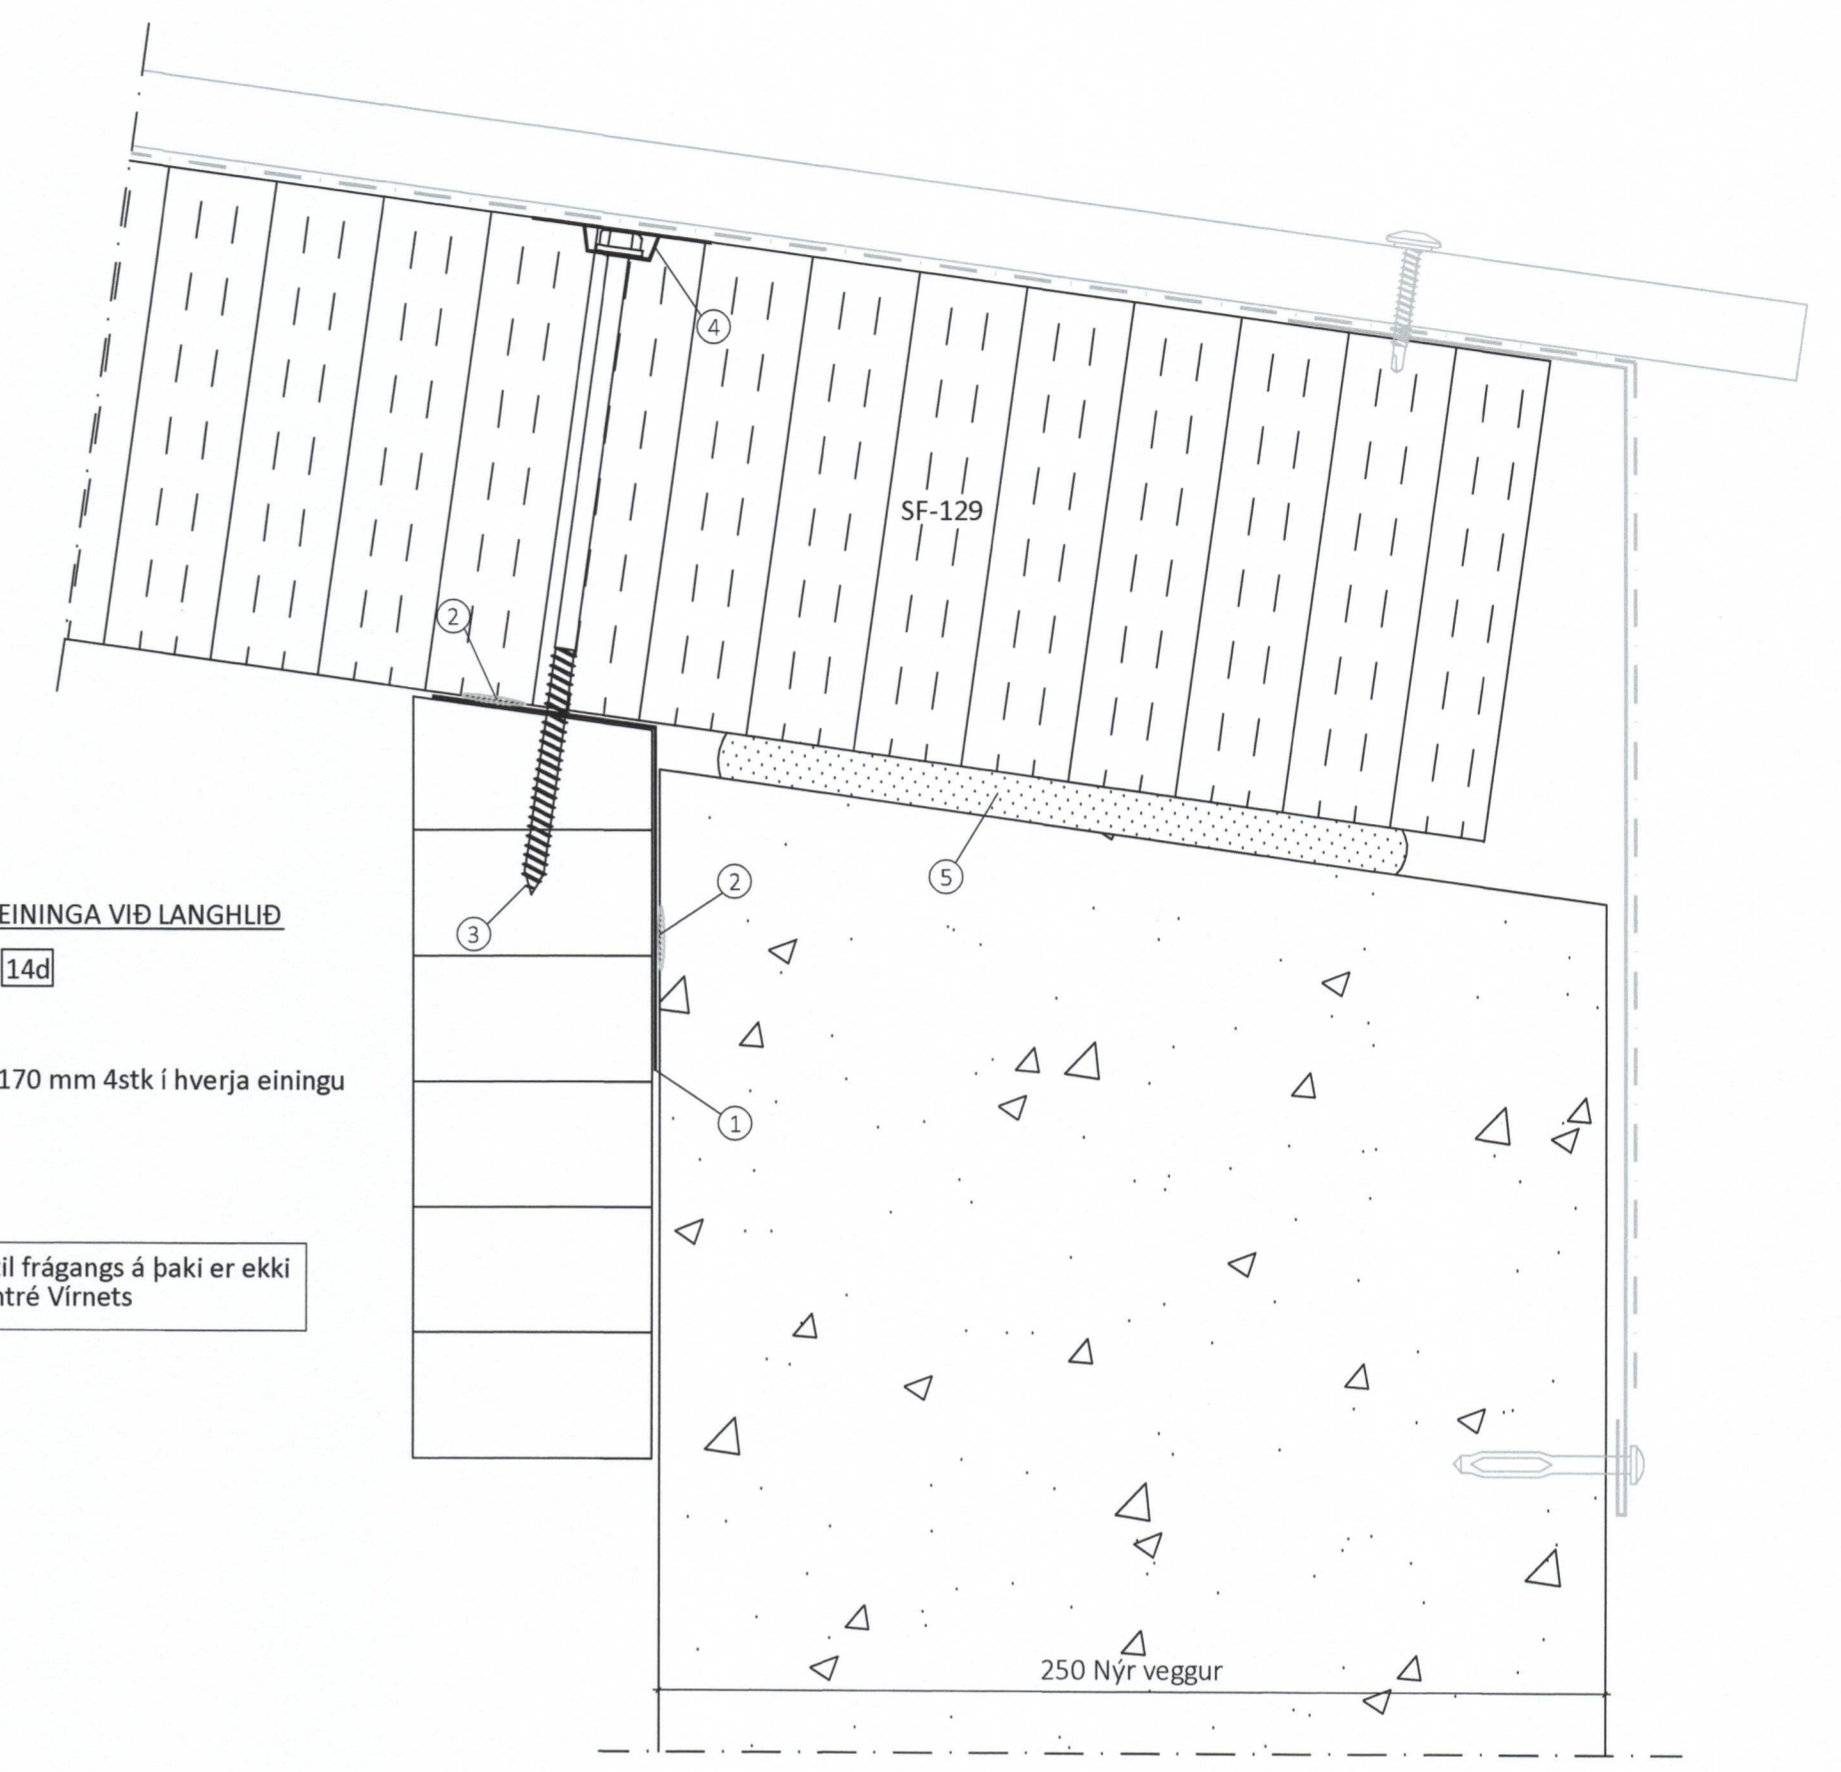 SF-129
4
2
5
2
3
EININGA VIÐ LANGHLIÐ
14d
170 mm 4stk í hverja einingu
1
til frágangs á þaki er ekki
ntré Vírnets
250 Nýr veggur